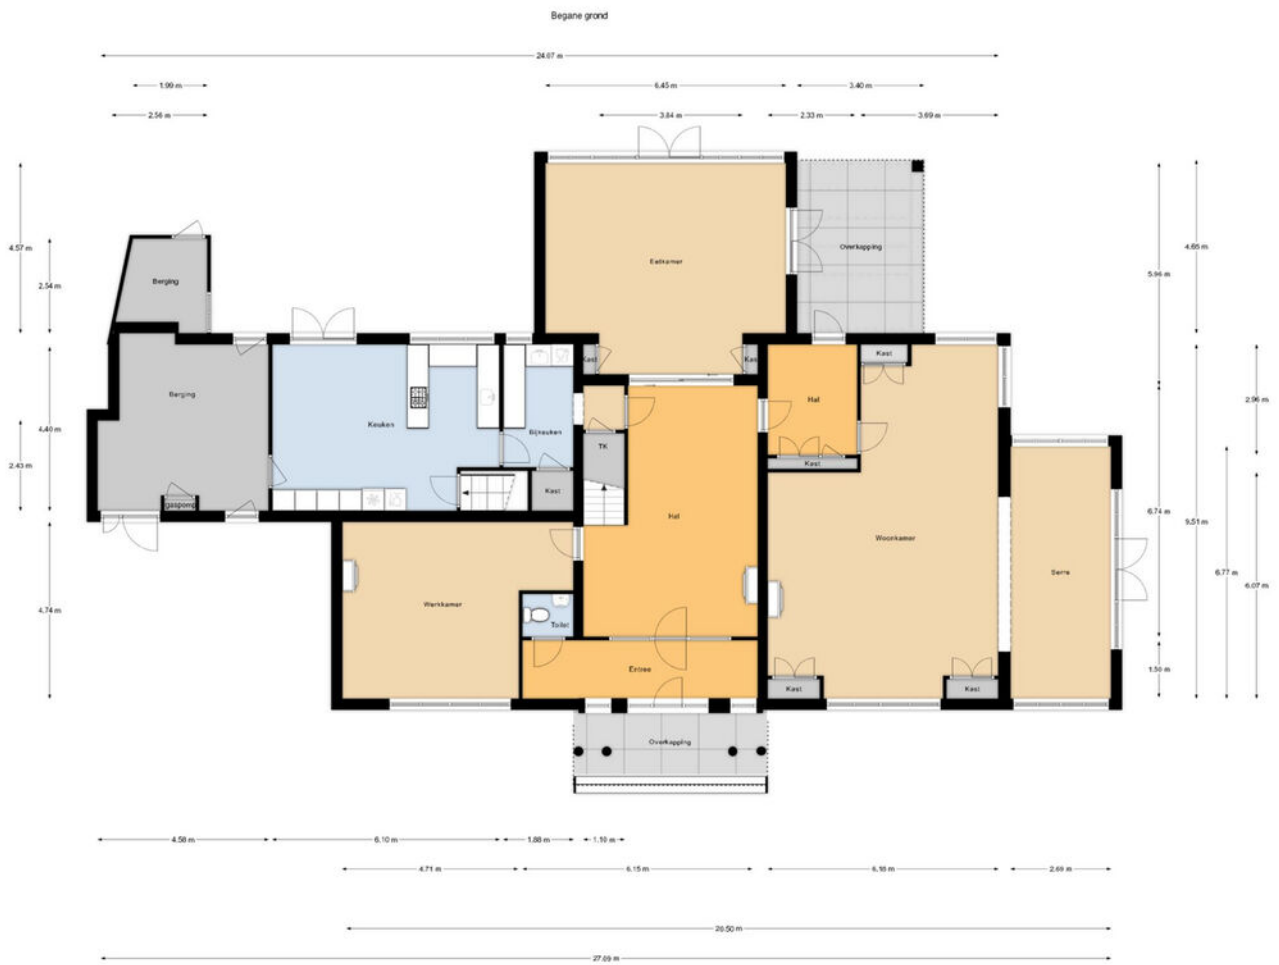 Begane grond
24.07 m
1.99 m
6.45 m
3.40 m
2.56 m
3.84 m
2.33 m
3.69 m
4.57 m
2.54 m
Berging
Eetkamer
Overkapping
5.96 m
4.65 m
Kast
Kast
Kast
Berging
Keuken
Bijkeuken
TK
Hal
Kast
2.96 m
4.40 m
2.43 m
gaspomp
Kast
Hal
Woonkamer
6.74 m
9.51 m
Serre
6.77 m
6.07 m
4.74 m
Werkkamer
Toilet
Entree
Kast
Kast
1.50 m
Overkapping
4.58 m
6.10 m
1.88 m
1.10 m
4.71 m
6.15 m
2.69 m
27.09 m